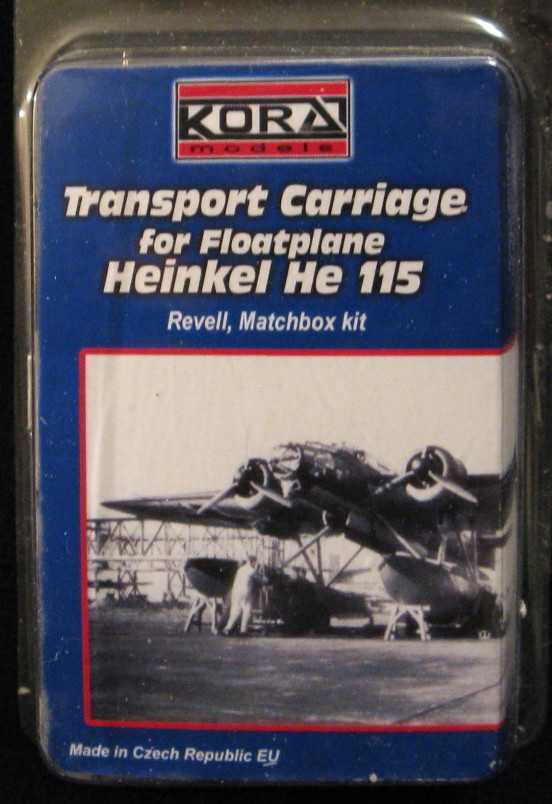 KORA
models
Transport Carriage
for Floatplane
Heinkel He 115
Revell, Matchbox kit
Made in Czech Republic EU